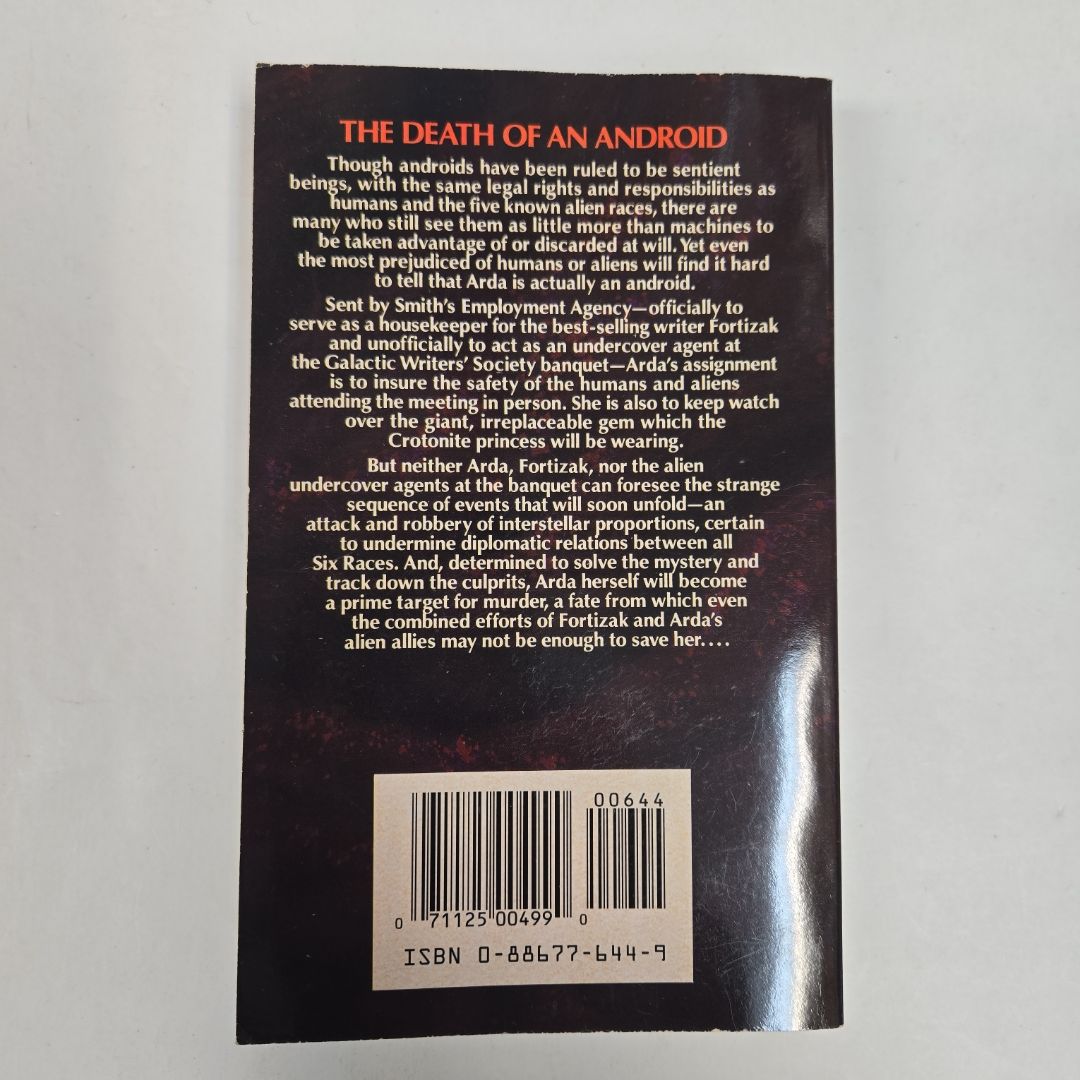 THE DEATH OF AN ANDROID
Though androids have been ruled to be sentient
beings, with the same legal rights and responsibilities as
humans and the five known alien races, there are
many who still see them as little more than machines to
be taken advantage of or discarded at will. Yet even
the most prejudiced of humans or aliens will find it hard
to tell that Arda is actually an android.
Sent by Smith's Employment Agency—officially to
serve as a housekeeper for the best-selling writer Fortizak
and unofficially to act as an undercover agent at
the Galactic Writers' Society banquet—Arda's assignment
is to insure the safety of the humans and aliens
attending the meeting in person. She is also to keep watch
over the giant, irreplaceable gem which the
Crotonite princess will be wearing.
But neither Arda, Fortizak, nor the alien
undercover agents at the banquet can foresee the strange
sequence of events that will soon unfold—an
attack and robbery of interstellar proportions, certain
to undermine diplomatic relations between all
Six Races. And, determined to solve the mystery and
track down the culprits, Arda herself will become
a prime target for murder, a fate from which even
the combined efforts of Fortizak and Arda's
alien allies may not be enough to save her....
00644
0 71125 00499 0
ISBN 0-88677-644-9